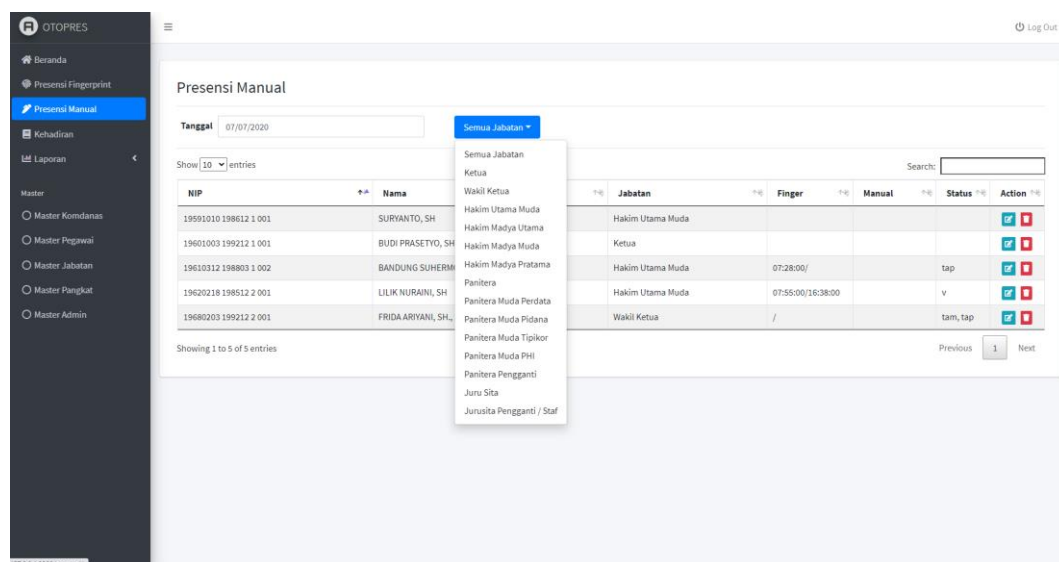 OTOPRES
Log Out
Beranda
Presensi Fingerprint
Presensi Manual
Kehadiran
Laporan
Master
Master Komdanas
Master Pegawai
Master Jabatan
Master Pangkat
Master Admin
Presensi Manual
Tanggal 07/07/2020 Semua Jabatan
Semua Jabatan
Ketua
Wakil Ketua
Hakim Utama Muda
Hakim Madya Utama
Hakim Madya Muda
Hakim Madya Pratama
Panitera
Panitera Muda Perdata
Panitera Muda Pidana
Panitera Muda Tipikor
Panitera Muda PHI
Panitera Pengganti
Juru Sita
Jurusita Pengganti / Staf
Show 10 entries Search:
NIP Nama Jabatan Finger Manual Status Action
19591010 198612 1 001 SURYANTO, SH Hakim Utama Muda
19601003 199212 1 001 BUDI PRASETYO, SH Ketua
19610312 198803 1 002 BANDUNG Hakim Utama Muda 07:28:00/ tap
19620218 198512 2 001 LILIK NURAINI, SH Hakim Utama Muda 07:55:00/16:38:00 v
19680203 199212 2 001 FRIDA ARIYANI, SH., Wakil Ketua / tam, tap
Showing 1 to 5 of 5 entries Previous 1 Next